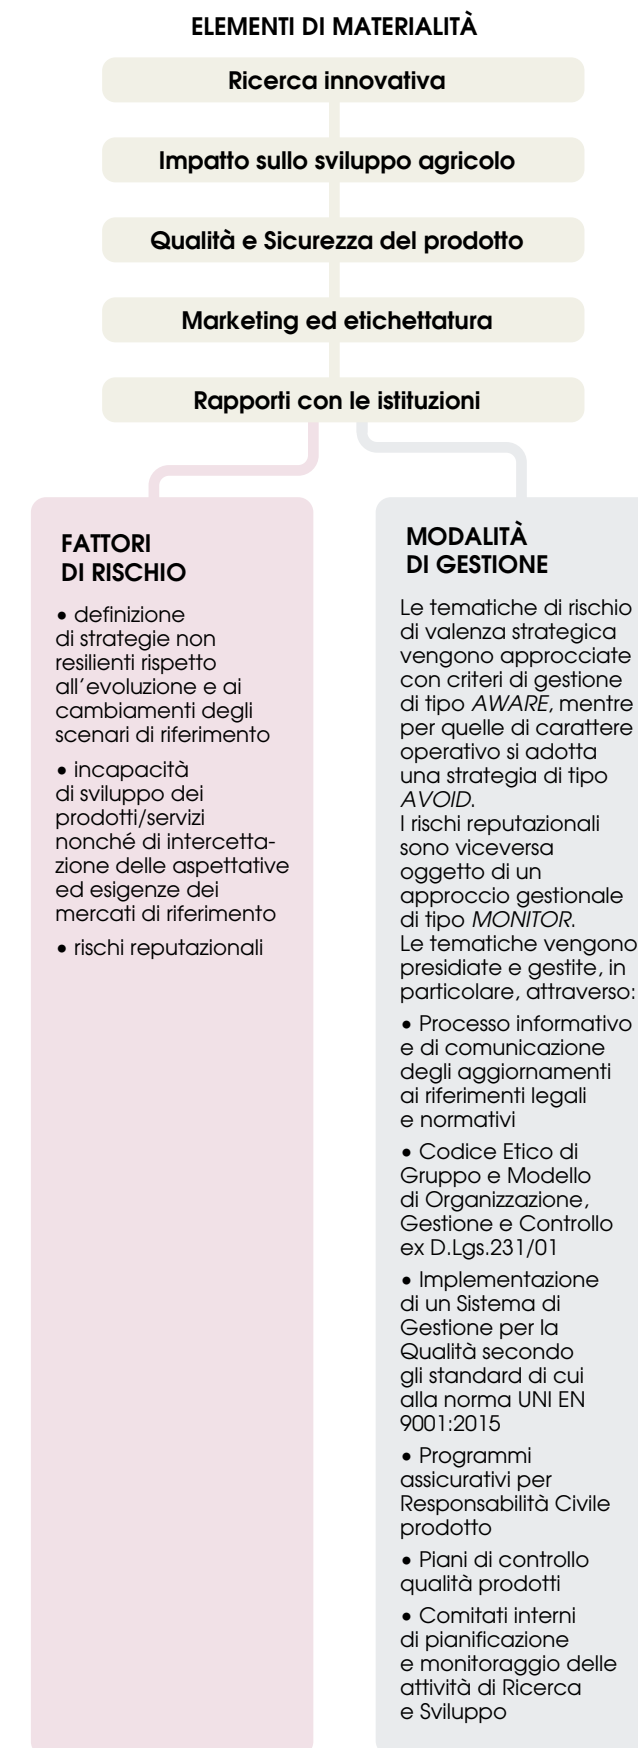 ELEMENTI DI MATERIALITÀ
Ricerca innovativa
Impatto sullo sviluppo agricolo
Qualità e Sicurezza del prodotto
Marketing ed etichettatura
Rapporti con le istituzioni
FATTORI
DI RISCHIO
• definizione
di strategie non
resilienti rispetto
all'evoluzione e ai
cambiamenti degli
scenari di riferimento
• incapacità
di sviluppo dei
prodotti/servizi
nonché di intercetta-
zione delle aspettative
ed esigenze dei
mercati di riferimento
• rischi reputazionali
MODALITÀ
DI GESTIONE
Le tematiche di rischio
di valenza strategica
vengono approcciate
con criteri di gestione
di tipo AWARE, mentre
per quelle di carattere
operativo si adotta
una strategia di tipo
AVOID.
I rischi reputazionali
sono viceversa
oggetto di un
approccio gestionale
di tipo MONITOR.
Le tematiche vengono
presidiate e gestite, in
particolare, attraverso:
• Processo informativo
e di comunicazione
degli aggiornamenti
ai riferimenti legali
e normativi
• Codice Etico di
Gruppo e Modello
di Organizzazione,
Gestione e Controllo
ex D.Lgs.231/01
• Implementazione
di un Sistema di
Gestione per la
Qualità secondo
gli standard di cui
alla norma UNI EN
9001:2015
• Programmi
assicurativi per
Responsabilità Civile
prodotto
• Piani di controllo
qualità prodotti
• Comitati interni
di pianificazione
e monitoraggio delle
attività di Ricerca
e Sviluppo